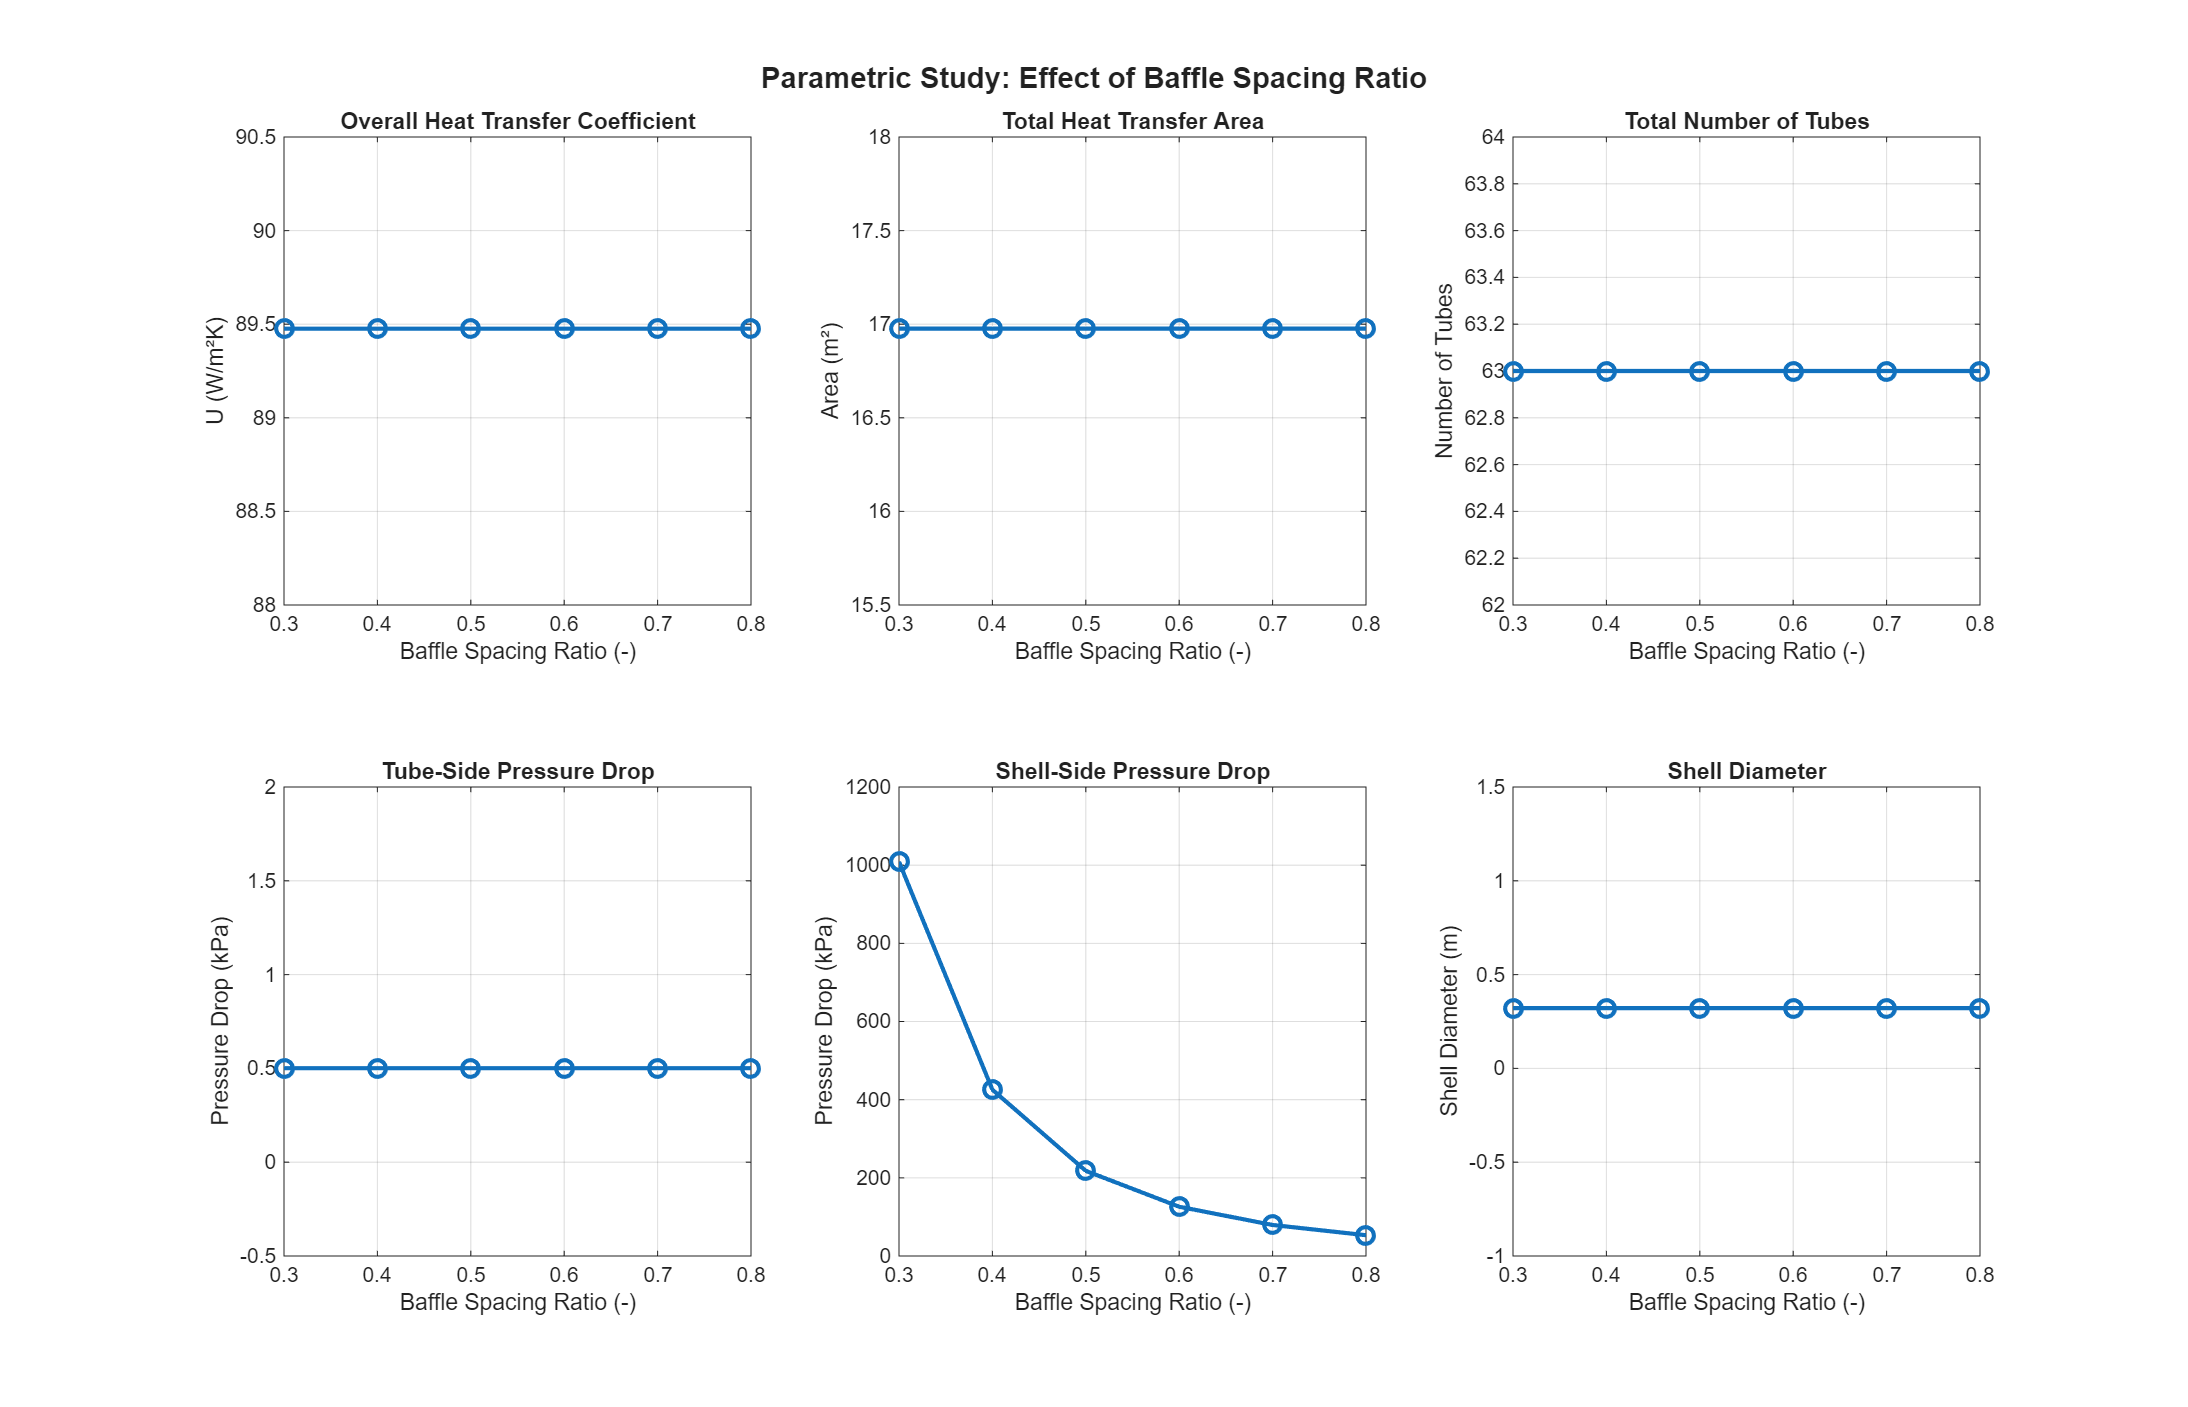 Parametric Study: Effect of Baffle Spacing Ratio
Overall Heat Transfer Coefficient
90.5
90
89.5
89
88.5
88
U (W/m²K)
0.3 0.4 0.5 0.6 0.7 0.8
Baffle Spacing Ratio (-)
Total Heat Transfer Area
18
17.5
17
16.5
16
15.5
Area (m²)
0.3 0.4 0.5 0.6 0.7 0.8
Baffle Spacing Ratio (-)
Total Number of Tubes
64
63.8
63.6
63.4
63.2
63
62.8
62.6
62.4
62.2
62
Number of Tubes
0.3 0.4 0.5 0.6 0.7 0.8
Baffle Spacing Ratio (-)
Tube-Side Pressure Drop
2
1.5
1
0.5
0
-0.5
Pressure Drop (kPa)
0.3 0.4 0.5 0.6 0.7 0.8
Baffle Spacing Ratio (-)
Shell-Side Pressure Drop
1200
1000
800
600
400
200
0
Pressure Drop (kPa)
0.3 0.4 0.5 0.6 0.7 0.8
Baffle Spacing Ratio (-)
Shell Diameter
1.5
1
0.5
0
-0.5
-1
Shell Diameter (m)
0.3 0.4 0.5 0.6 0.7 0.8
Baffle Spacing Ratio (-)